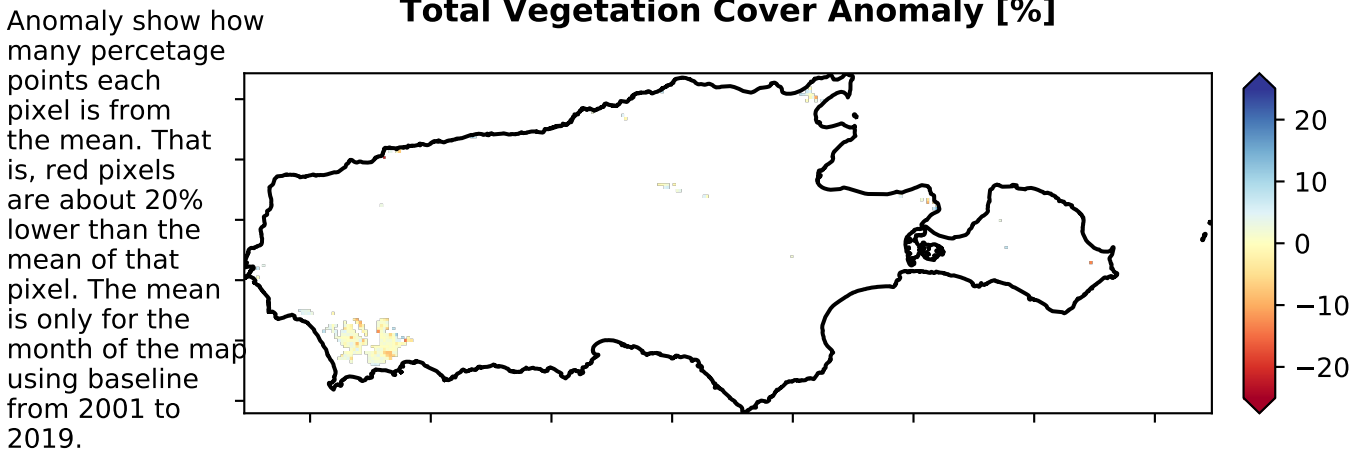 Total Vegetation Cover Anomaly [%]
Anomaly show how
many percetage
points each
pixel is from
the mean. That
is, red pixels
are about 20%
lower than the
mean of that
pixel. The mean
is only for the
month of the map
using baseline
from 2001 to
2019.
20
10
0
−10
−20